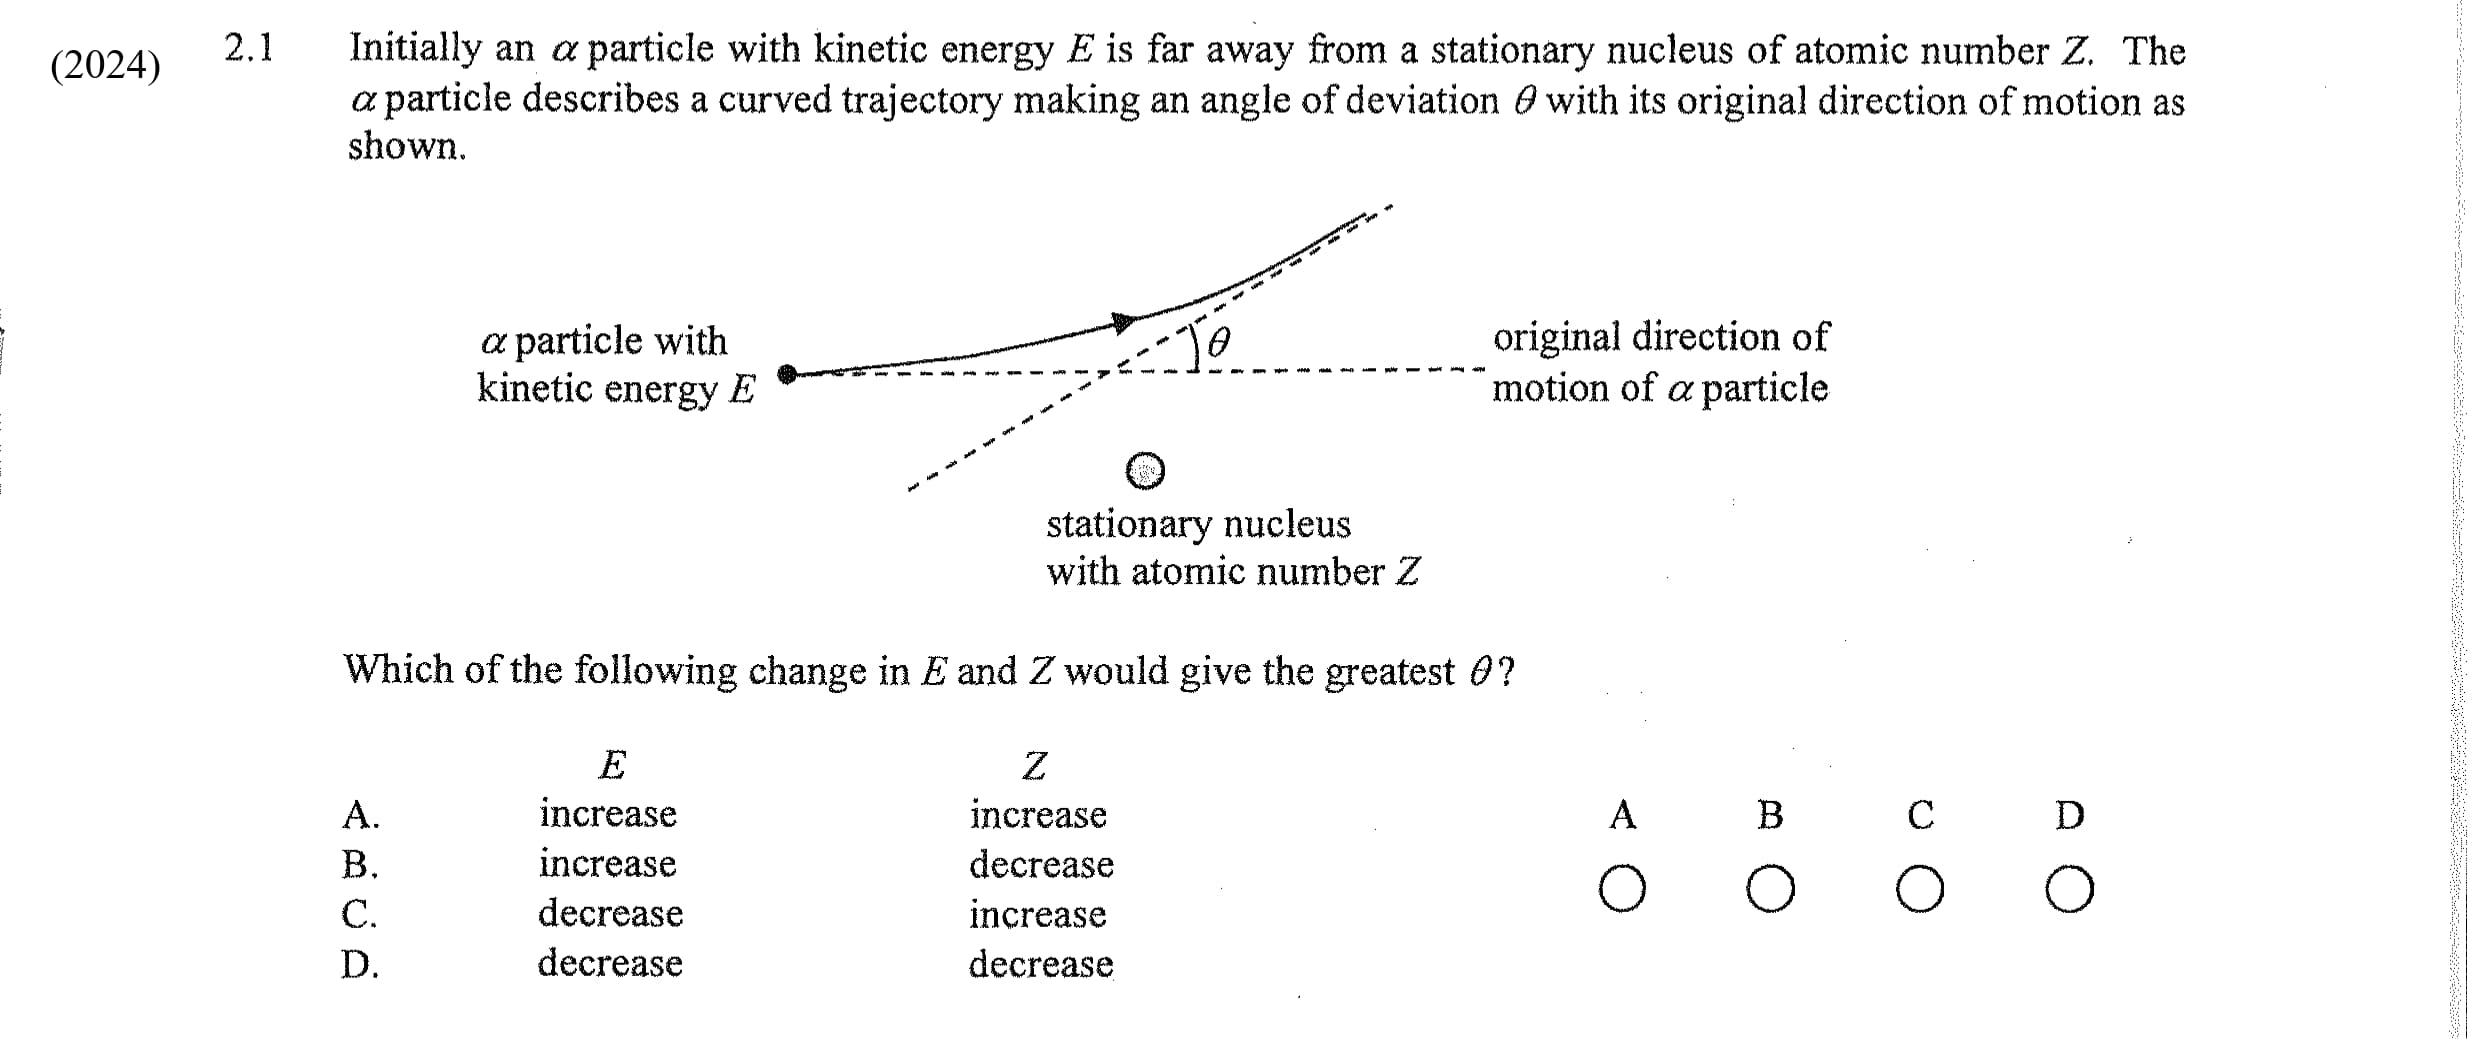 (2024) 2.1 Initially an α particle with kinetic energy E is far away from a stationary nucleus of atomic number Z. The
α particle describes a curved trajectory making an angle of deviation θ with its original direction of motion as
shown.
θ
α particle with
kinetic energy E
original direction of
motion of α particle
stationary nucleus
with atomic number Z
Which of the following change in E and Z would give the greatest θ?
E Z
A. increase increase
B. increase decrease
C. decrease increase
D. decrease decrease
A B C D